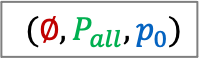 (∅, P_all, p_0)